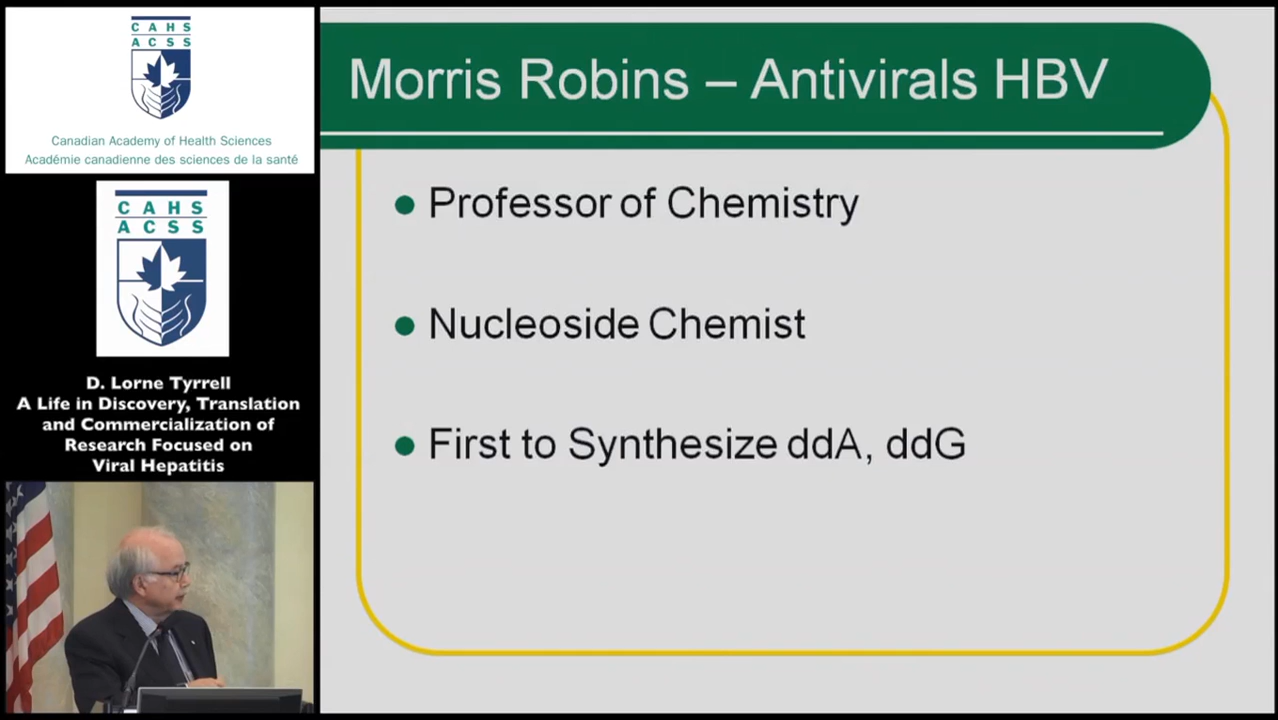 CAHS
ACSS
Canadian Academy of Health Sciences
Académie canadienne des sciences de la santé
CAHS
ACSS
D. Lorne Tyrrell
A Life in Discovery, Translation
and Commercialization of
Research Focused on
Viral Hepatitis
Morris Robins – Antivirals HBV
Professor of Chemistry
Nucleoside Chemist
First to Synthesize ddA, ddG